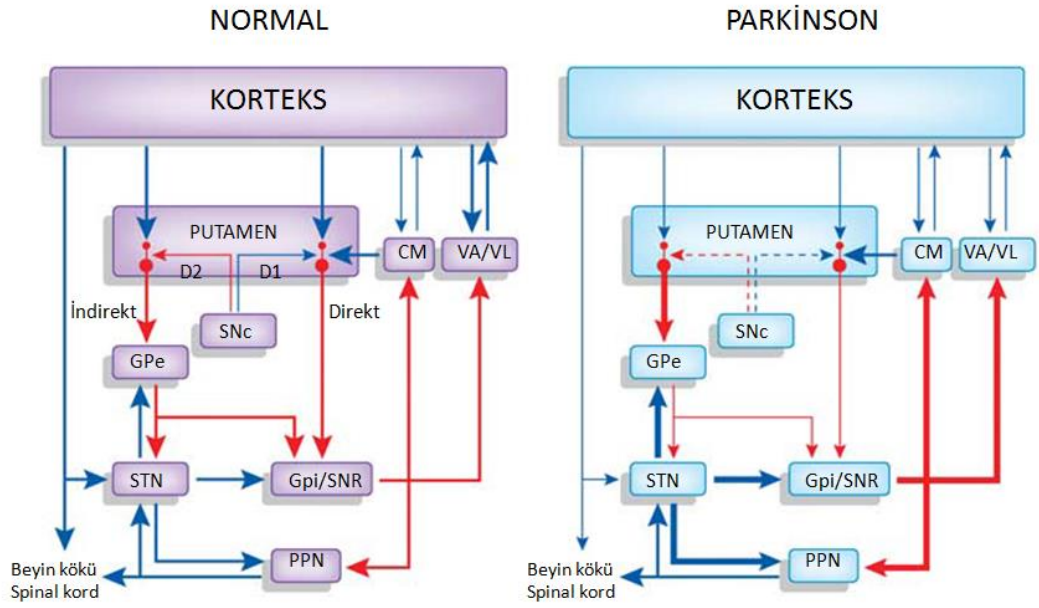 NORMAL
KORTEKS
PUTAMEN
D2
D1
CM
VA/VL
İndirekt
SNc
Direkt
GPe
STN
Gpi/SNR
PPN
Beyin kökü
Spinal kord
PARKİNSON
KORTEKS
PUTAMEN
CM
VA/VL
SNc
GPe
STN
Gpi/SNR
PPN
Beyin kökü
Spinal kord